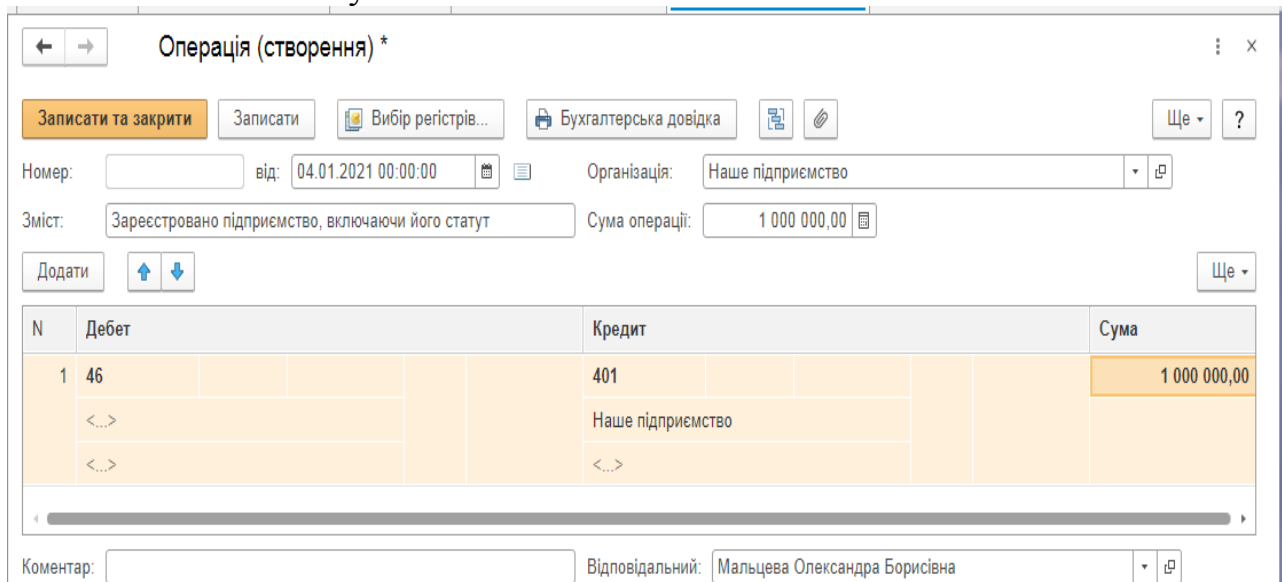 Операція (створення) *
Записати та закрити Записати Вибір регістрів... Бухгалтерська довідка Ще ?
Номер: від: 04.01.2021 00:00:00 Організація: Наше підприємство
Зміст: Зареєстровано підприємство, включаючи його статут Сума операції: 1 000 000,00
Додати Ще
N Дебет Кредит Сума
1 46 401 1 000 000,00
<...> Наше підприємство
<...> <...>
Коментар: Відповідальний: Мальцева Олександра Борисівна